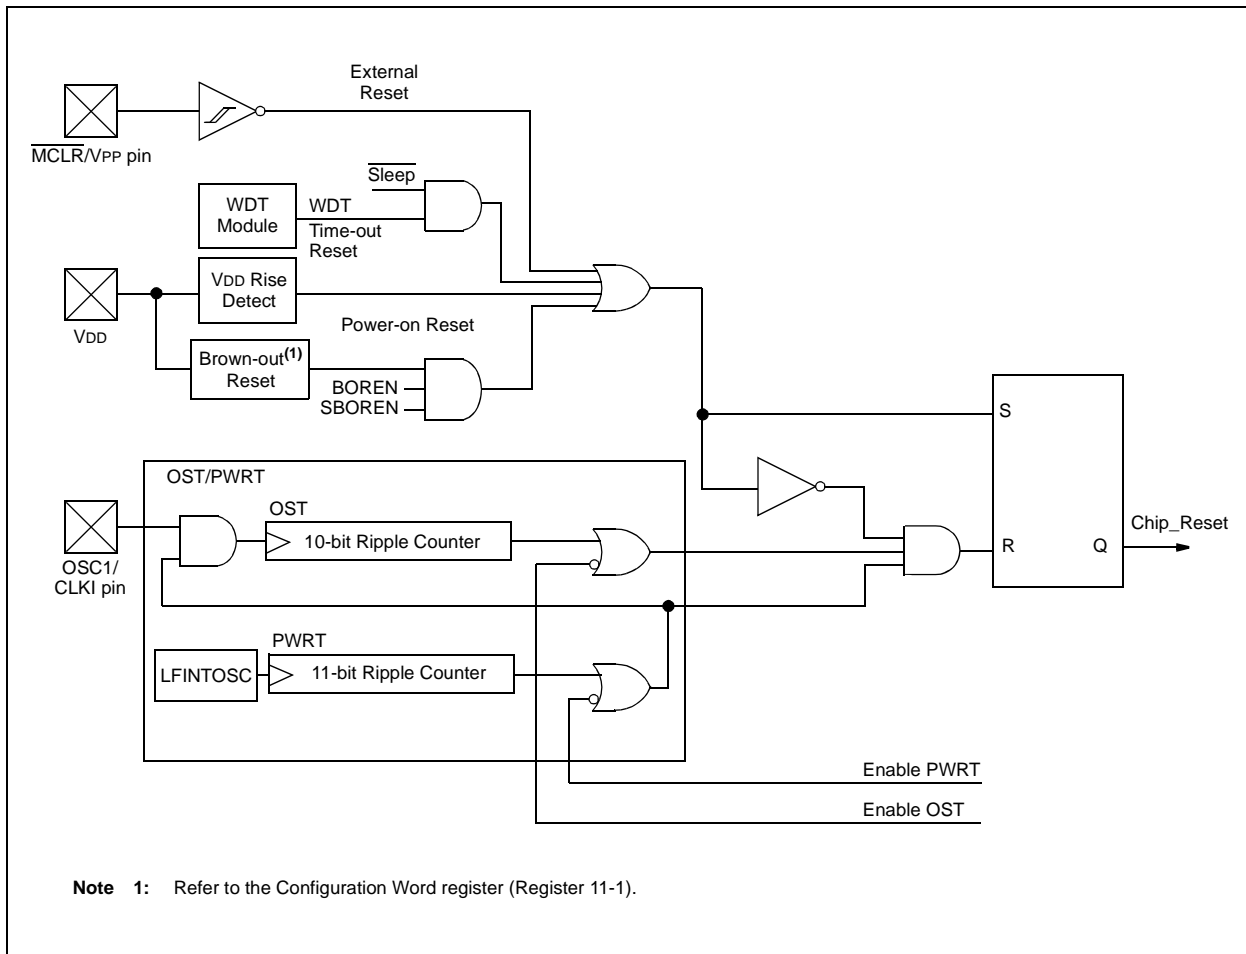 External
Reset
MCLR/VPP pin
Sleep
WDT
Module
WDT
Time-out
Reset
VDD Rise
Detect
VDD
Power-on Reset
Brown-out(1)
Reset
BOREN
SBOREN
S
OST/PWRT
OST
10-bit Ripple Counter
OSC1/
CLKI pin
Chip_Reset
R
Q
PWRT
LFINTOSC
11-bit Ripple Counter
Enable PWRT
Enable OST
Note 1: Refer to the Configuration Word register (Register 11-1).